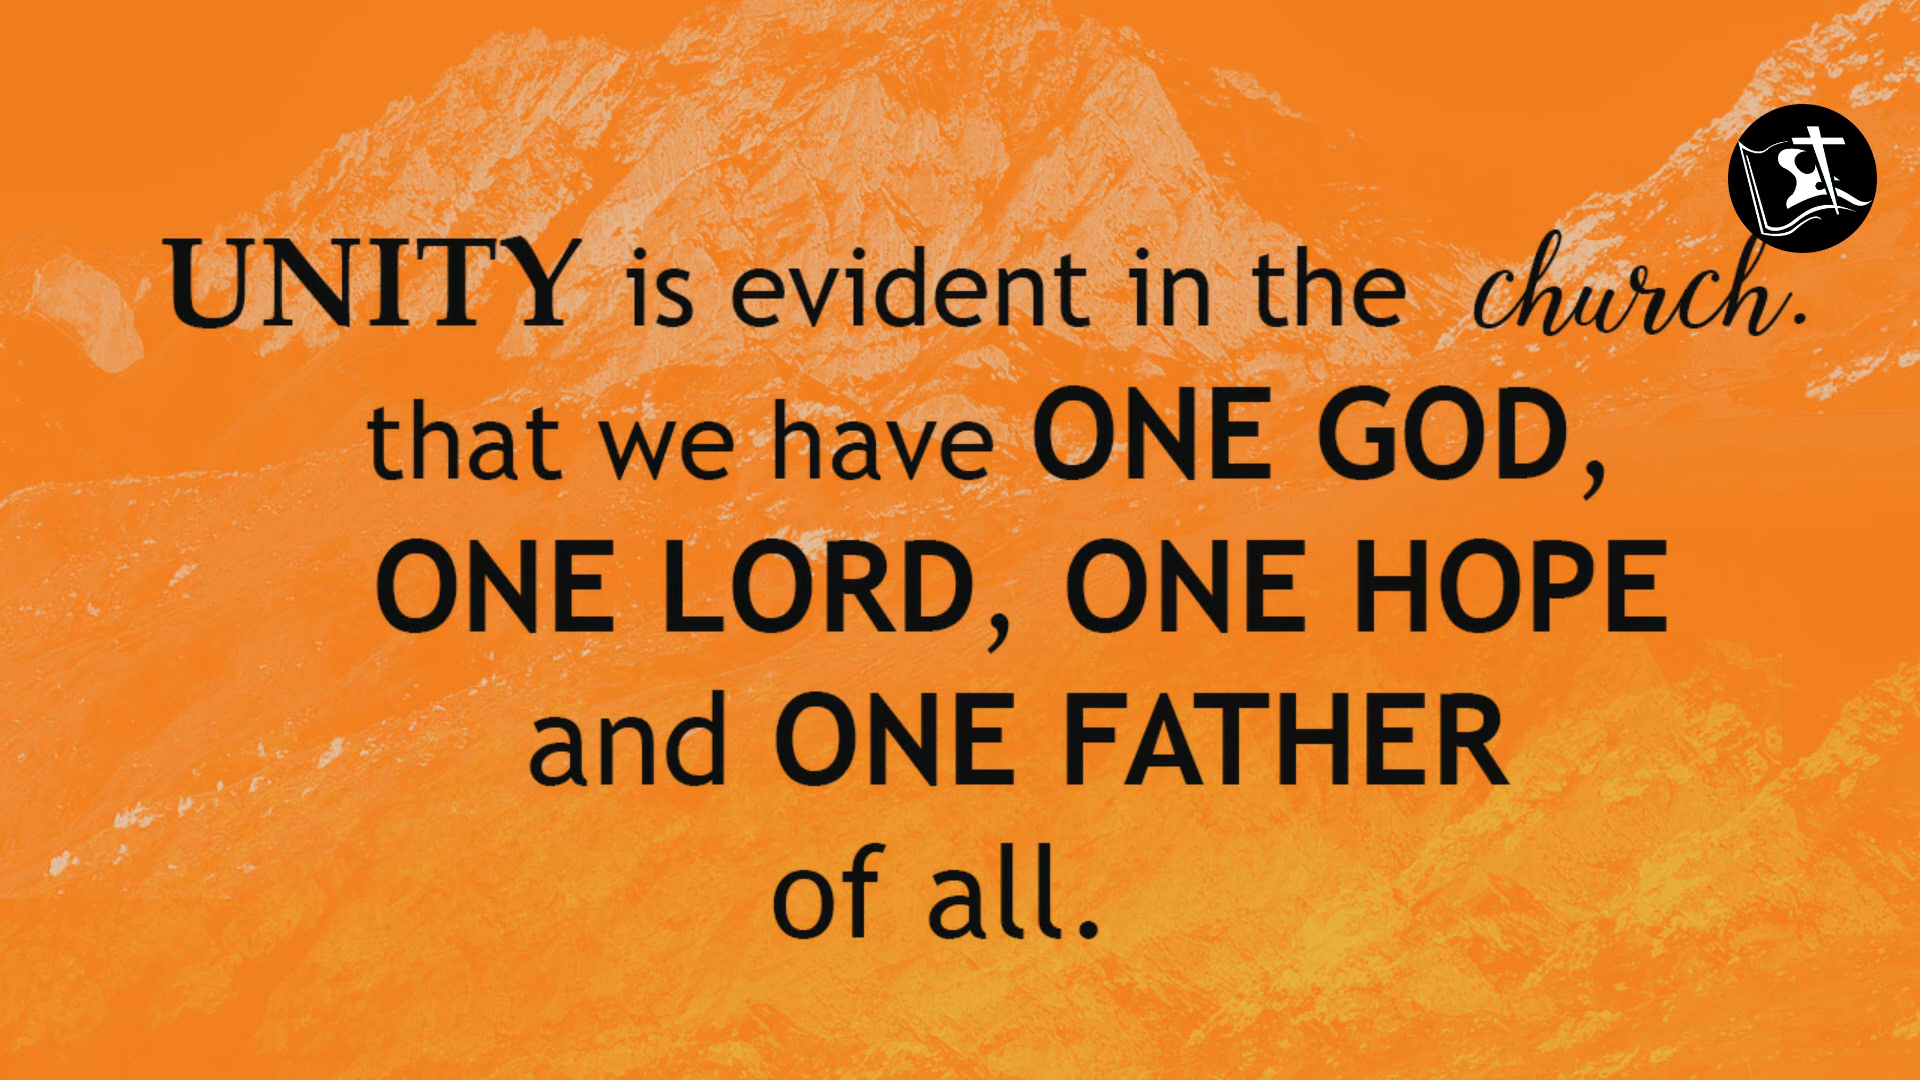 UNITY is evident in the church.
that we have ONE GOD,
ONE LORD, ONE HOPE
and ONE FATHER
of all.